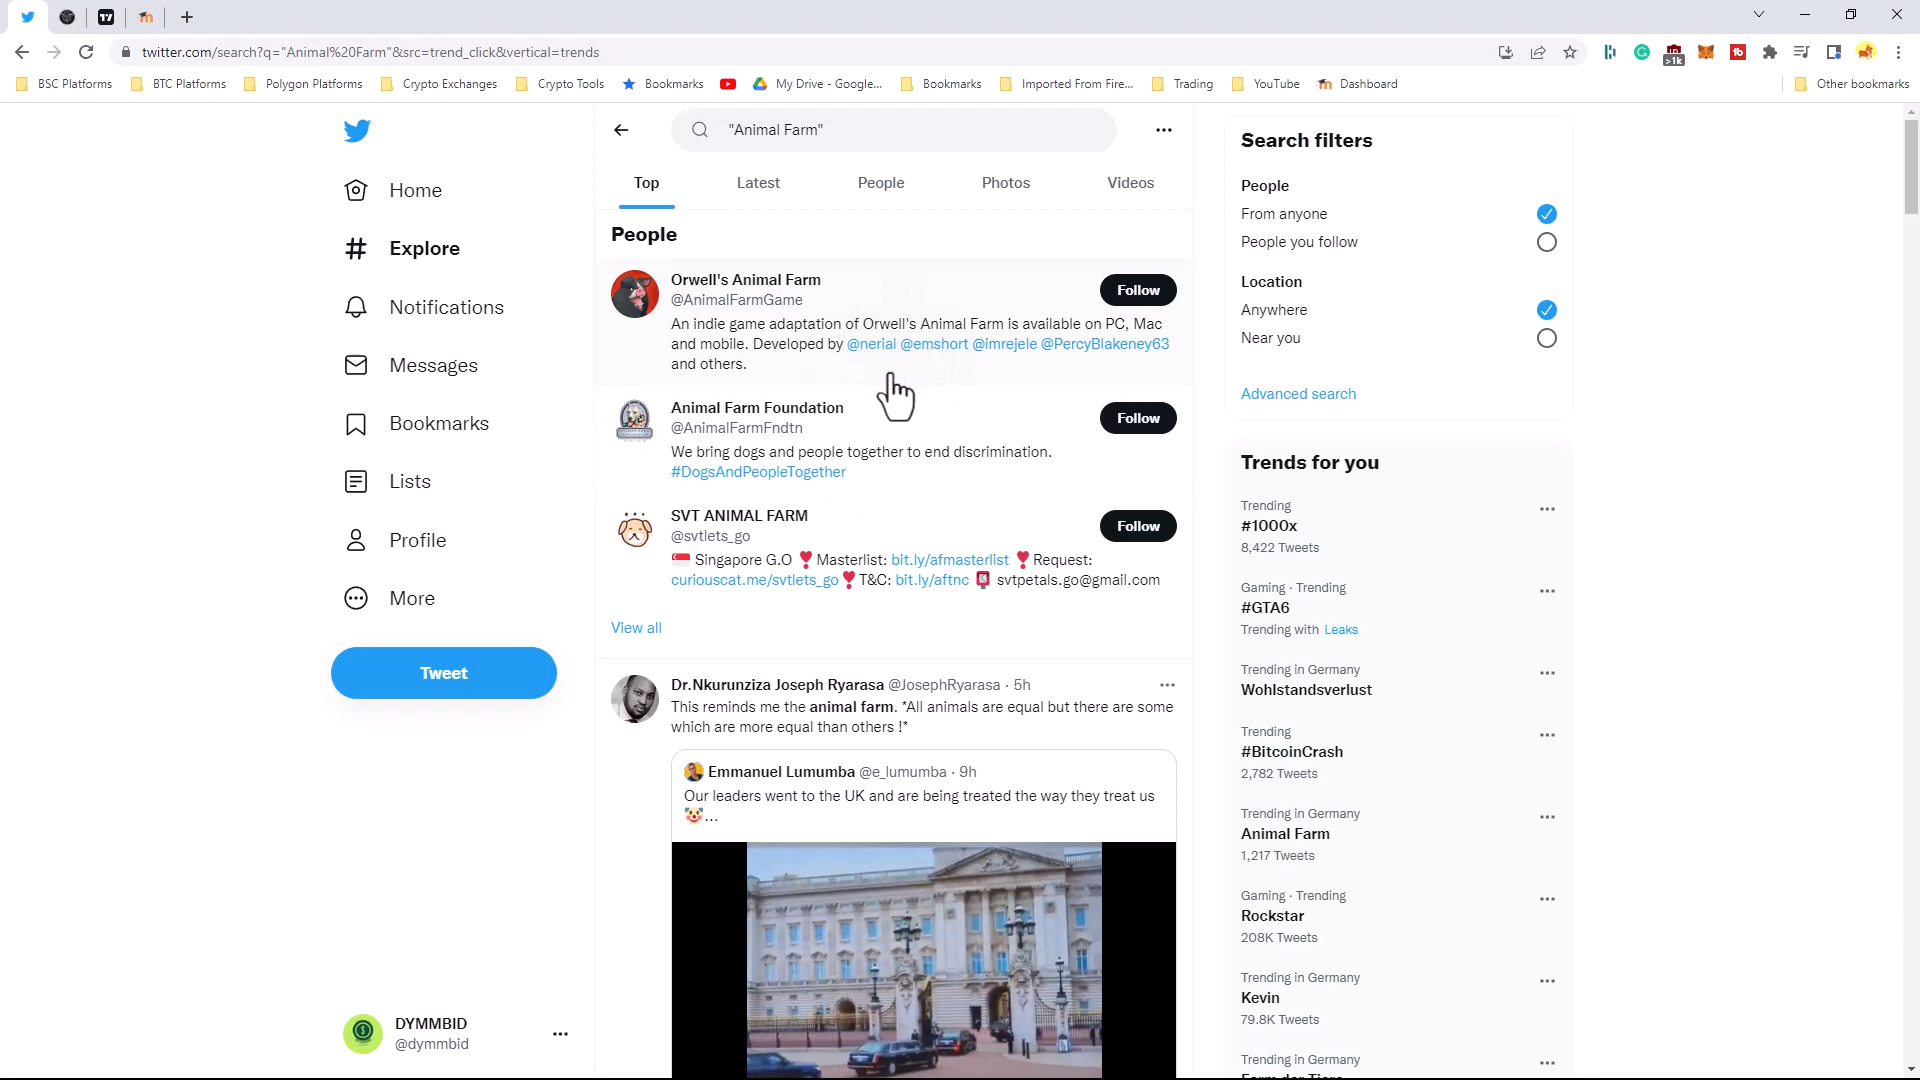 twitter.com/search?q="Animal%20Farm"&src=trend_click&vertical=trends
>1k
BSC Platforms
BTC Platforms
Polygon Platforms
Crypto Exchanges
Crypto Tools
Bookmarks
My Drive - Google...
Bookmarks
Imported From Fire...
Trading
YouTube
Dashboard
Other bookmarks
Home
Explore
Notifications
Messages
Bookmarks
Lists
Profile
More
Tweet
DYMMBID
@dymmbid
"Animal Farm"
Top
Latest
People
Photos
Videos
People
Orwell's Animal Farm
@AnimalFarmGame
Follow
An indie game adaptation of Orwell's Animal Farm is available on PC, Mac
and mobile. Developed by @nerial @emshort @imrejele @PercyBlakeney63
and others.
Animal Farm Foundation
@AnimalFarmFndtn
Follow
We bring dogs and people together to end discrimination.
#DogsAndPeopleTogether
SVT ANIMAL FARM
@svtlets_go
Follow
🇸🇬 Singapore G.O ❣️Masterlist: bit.ly/afmasterlist ❣️Request:
curiouscat.me/svtlets_go❣️T&C: bit.ly/aftnc 📮 svtpetals.go@gmail.com
View all
Dr.Nkurunziza Joseph Ryarasa @JosephRyarasa · 5h
This reminds me the animal farm. *All animals are equal but there are some
which are more equal than others !*
Emmanuel Lumumba @e_lumumba · 9h
Our leaders went to the UK and are being treated the way they treat us
🤡...
Search filters
People
From anyone
People you follow
Location
Anywhere
Near you
Advanced search
Trends for you
Trending
#1000x
8,422 Tweets
Gaming · Trending
#GTA6
Trending with Leaks
Trending in Germany
Wohlstandsverlust
Trending
#BitcoinCrash
2,782 Tweets
Trending in Germany
Animal Farm
1,217 Tweets
Gaming · Trending
Rockstar
208K Tweets
Trending in Germany
Kevin
79.8K Tweets
Trending in Germany